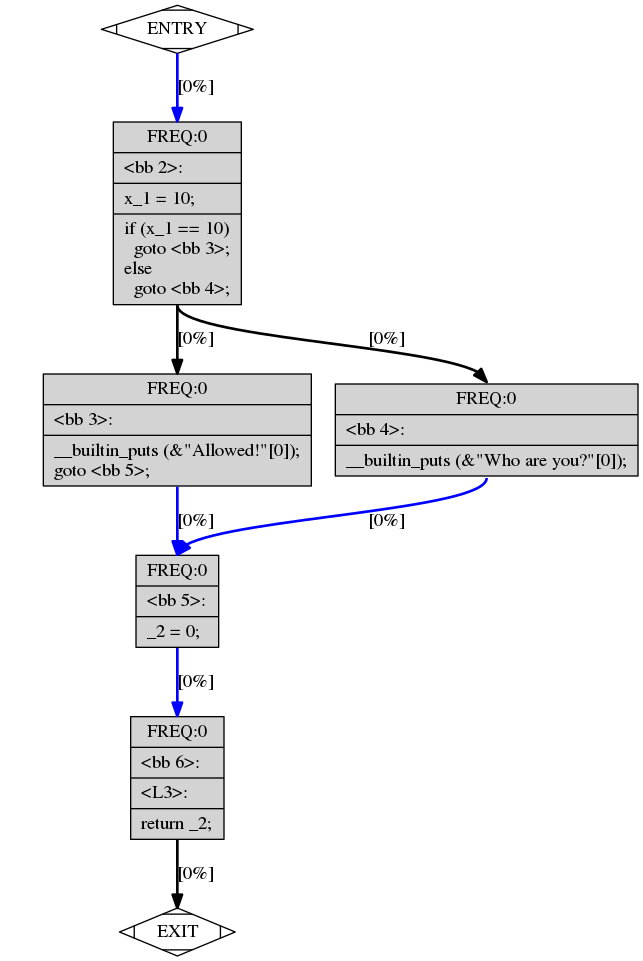 ENTRY
[0%]
FREQ:0
<bb 2>:
x_1 = 10;
if (x_1 == 10)
goto <bb 3>;
else
goto <bb 4>;
[0%]
[0%]
FREQ:0
<bb 3>:
__builtin_puts (&"Allowed!"[0]);
goto <bb 5>;
FREQ:0
<bb 4>:
__builtin_puts (&"Who are you?"[0]);
[0%]
[0%]
FREQ:0
<bb 5>:
_2 = 0;
[0%]
FREQ:0
<bb 6>:
<L3>:
return _2;
[0%]
EXIT